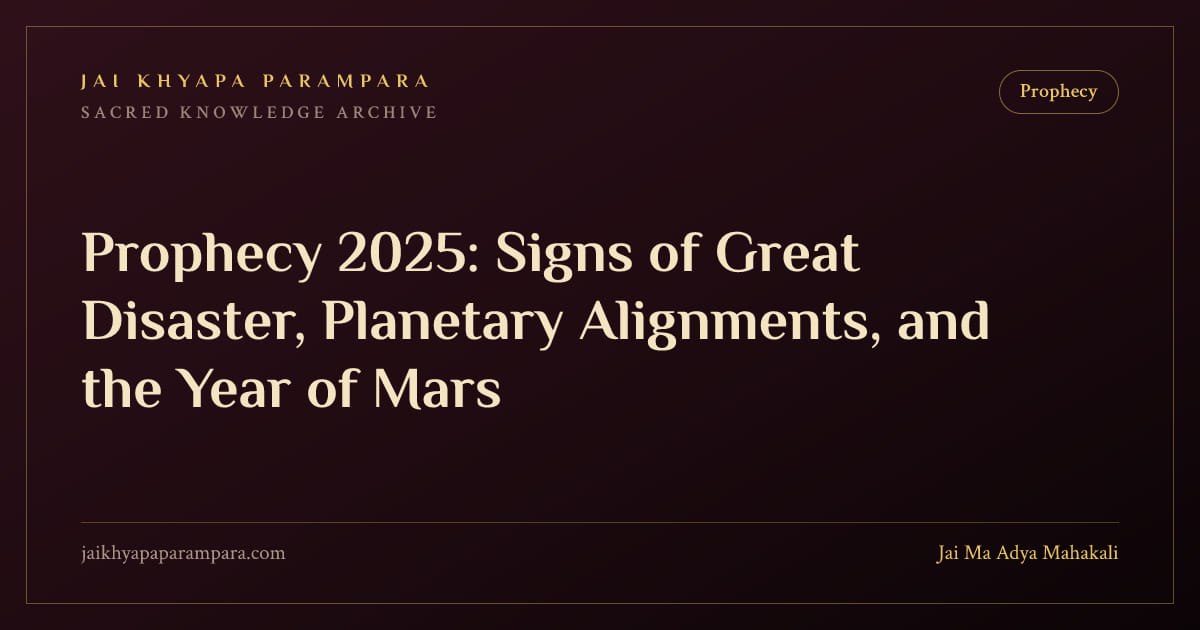 JAI KHYAPA PARAMPARA
SACRED KNOWLEDGE ARCHIVE
Prophecy
Prophecy 2025: Signs of Great
Disaster, Planetary Alignments, and
the Year of Mars
jaikhyapaparampara.com
Jai Ma Adya Mahakali